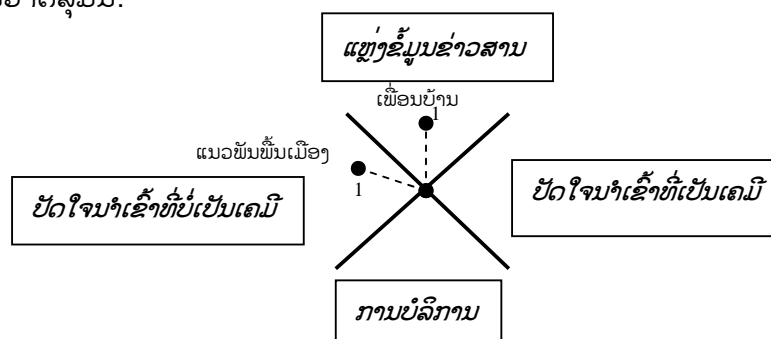 ແຫຼ່ງຂໍ້ມູນຂ່າວສານ
ເພື່ອນບ້ານ
1
ແນວພັນພື້ນເມືອງ
1
ປັດໃຈນຳເຂົ້າທີ່ບໍ່ເປັນເຄມີ
ປັດໃຈນຳເຂົ້າທີ່ເປັນເຄມີ
ການບໍລິການ